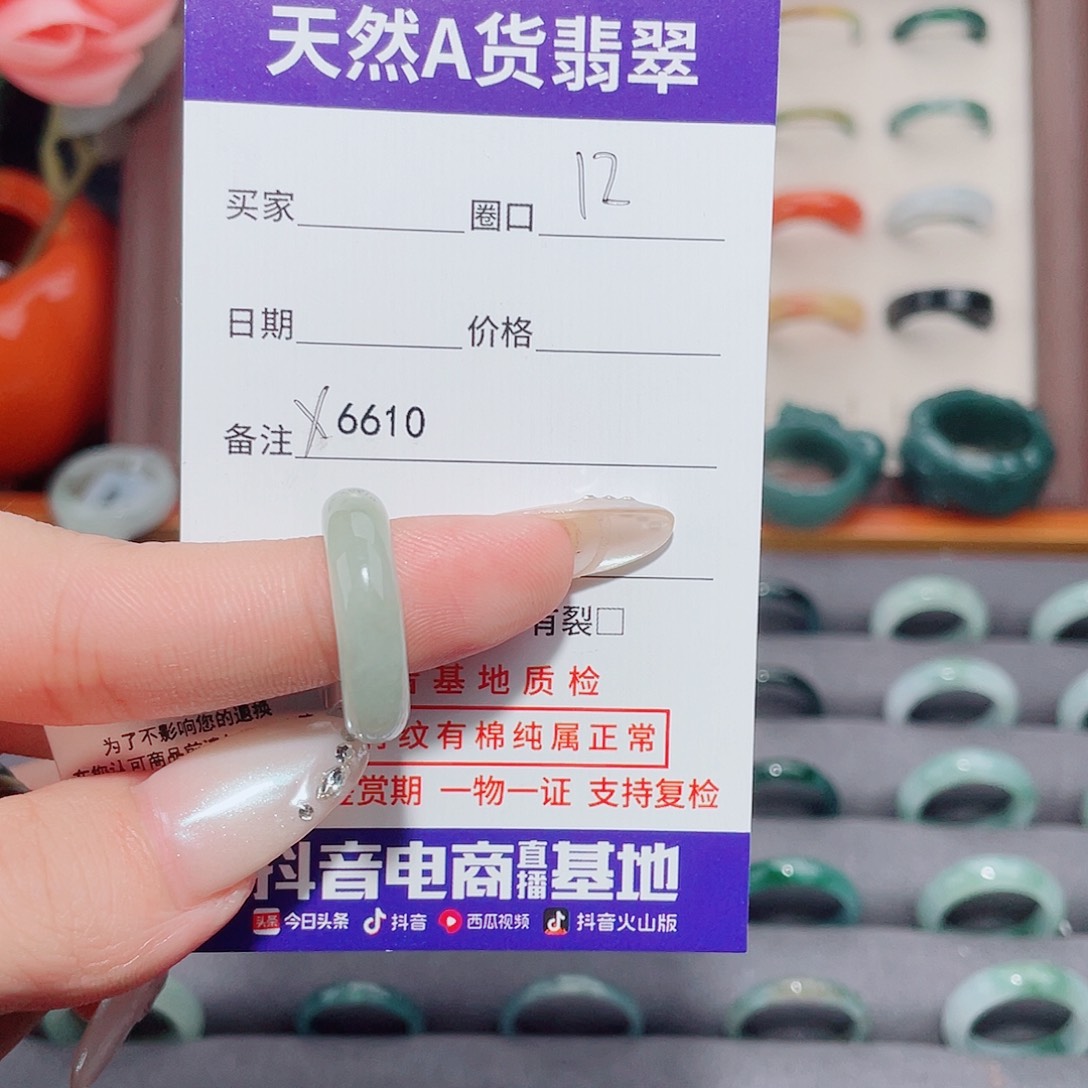 天然A货翡翠
买家 圈口 12
日期 价格
备注 X 6610
有裂□
基地质检
纹有棉纯属正常
为了不影响您的退换
鉴赏期 一物一证 支持复检
抖音电商直播基地
头条 今日头条 抖音 西瓜视频 抖音火山版